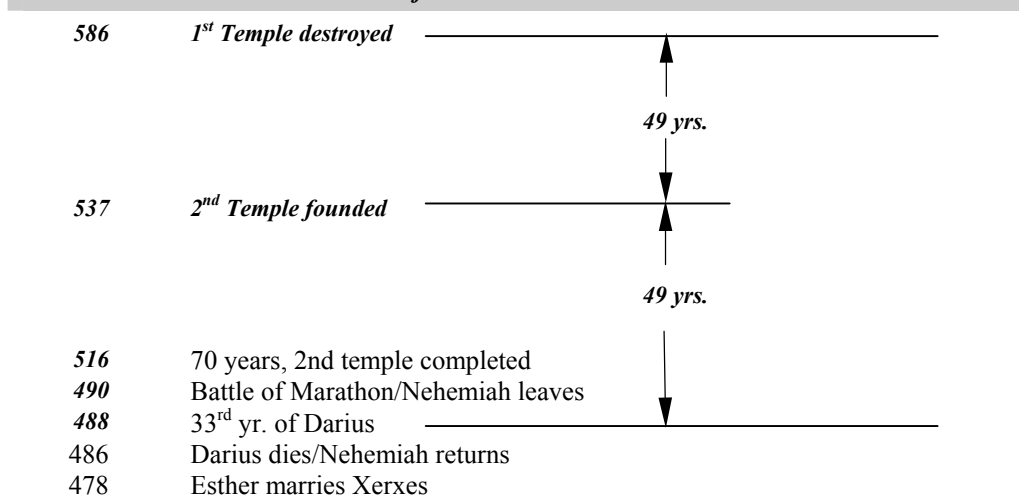 586 1st Temple destroyed
49 yrs.
537 2nd Temple founded
49 yrs.
516 70 years, 2nd temple completed
490 Battle of Marathon/Nehemiah leaves
488 33rd yr. of Darius
486 Darius dies/Nehemiah returns
478 Esther marries Xerxes